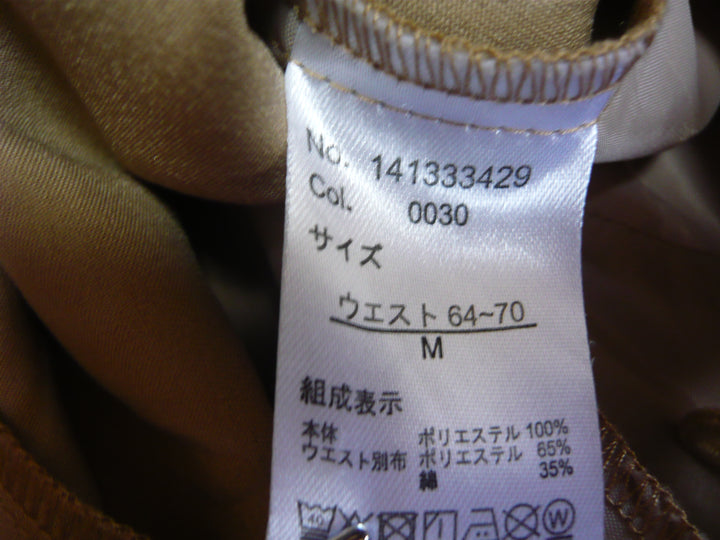 No. 141333429
Col. 0030
サイズ
ウエスト 64~70
M
組成表示
本体 ポリエステル 100%
ウエスト別布 ポリエステル 65%
綿 35%
40 W